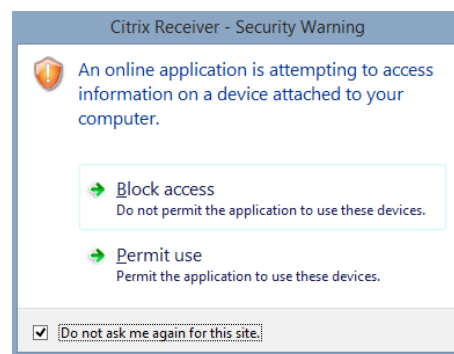 Citrix Receiver - Security Warning
An online application is attempting to access
information on a device attached to your
computer.
Block access
Do not permit the application to use these devices.
Permit use
Permit the application to use these devices.
Do not ask me again for this site.